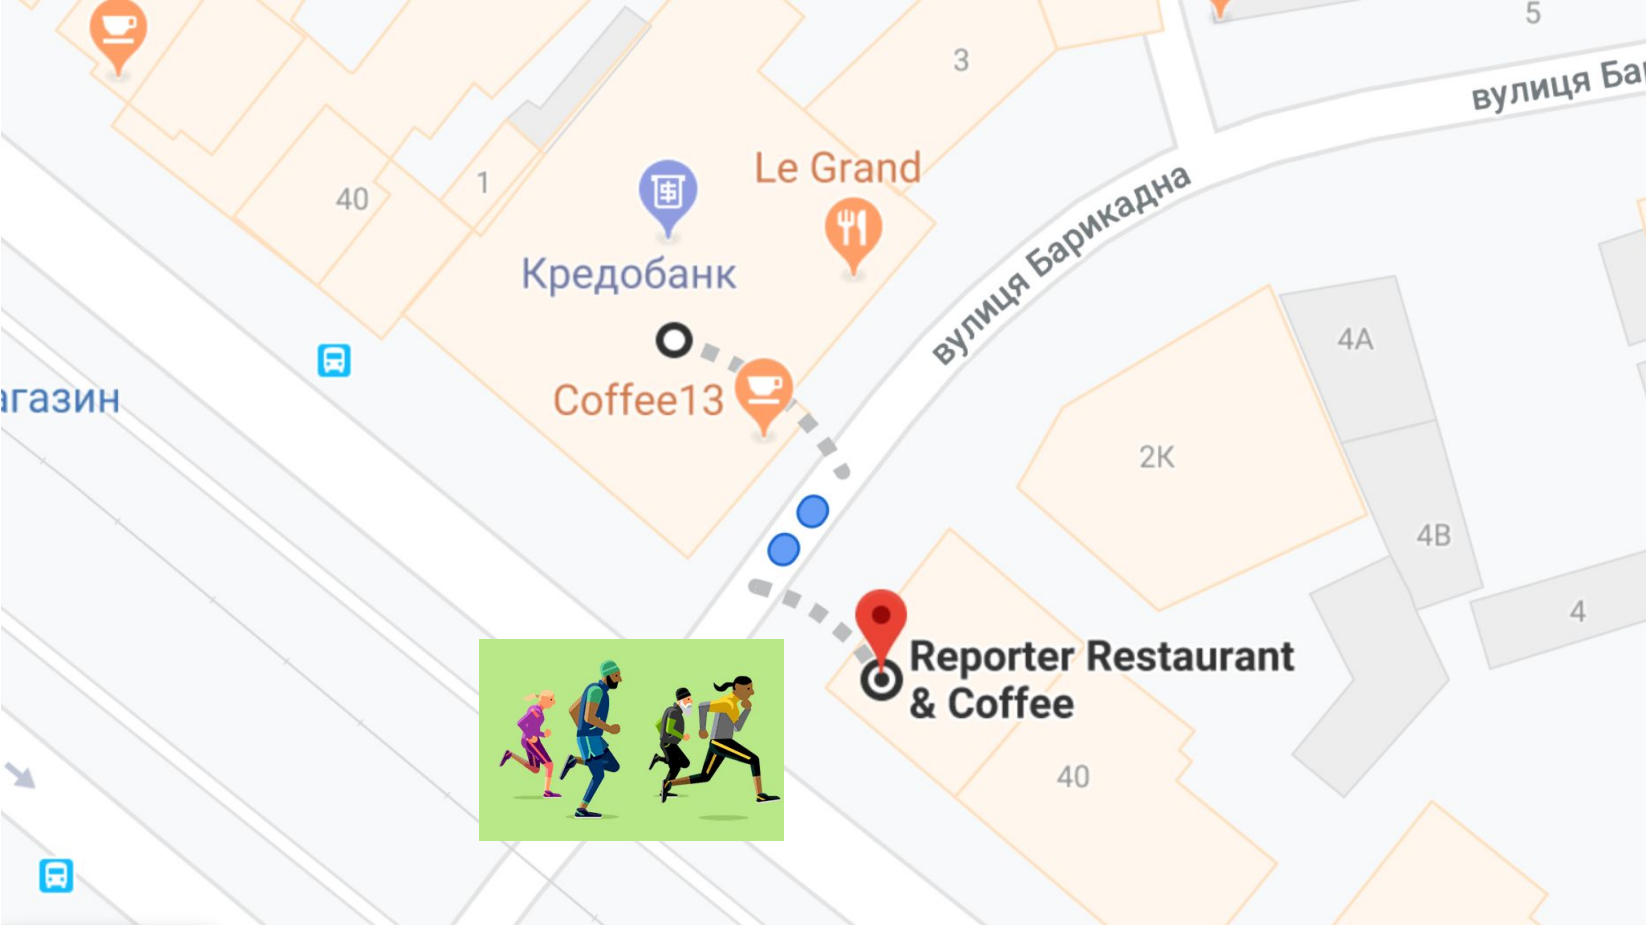 5
3
вулиця Ба
Le Grand
1
40
вулиця Барикадна
Кредобанк
4А
агазин
Coffee13
2К
4В
4
Reporter Restaurant
& Coffee
40